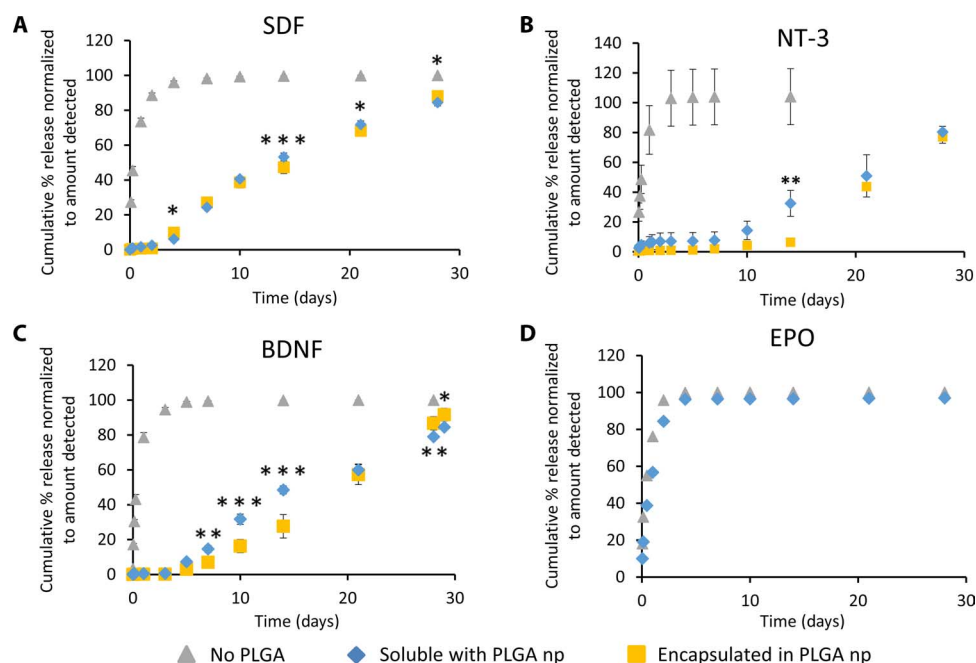 A
SDF
Cumulative % release normalized
to amount detected
120
100
80
60
40
20
0
0
10
20
30
Time (days)
*
* * *
*
*
B
NT-3
Cumulative % release normalized
to amount detected
140
120
100
80
60
40
20
0
0
10
20
30
Time (days)
**
C
BDNF
Cumulative % release normalized
to amount detected
120
100
80
60
40
20
0
0
10
20
30
Time (days)
* *
* * *
* * *
* *
*
D
EPO
Cumulative % release normalized
to amount detected
120
100
80
60
40
20
0
0
10
20
30
Time (days)
No PLGA
Soluble with PLGA np
Encapsulated in PLGA np